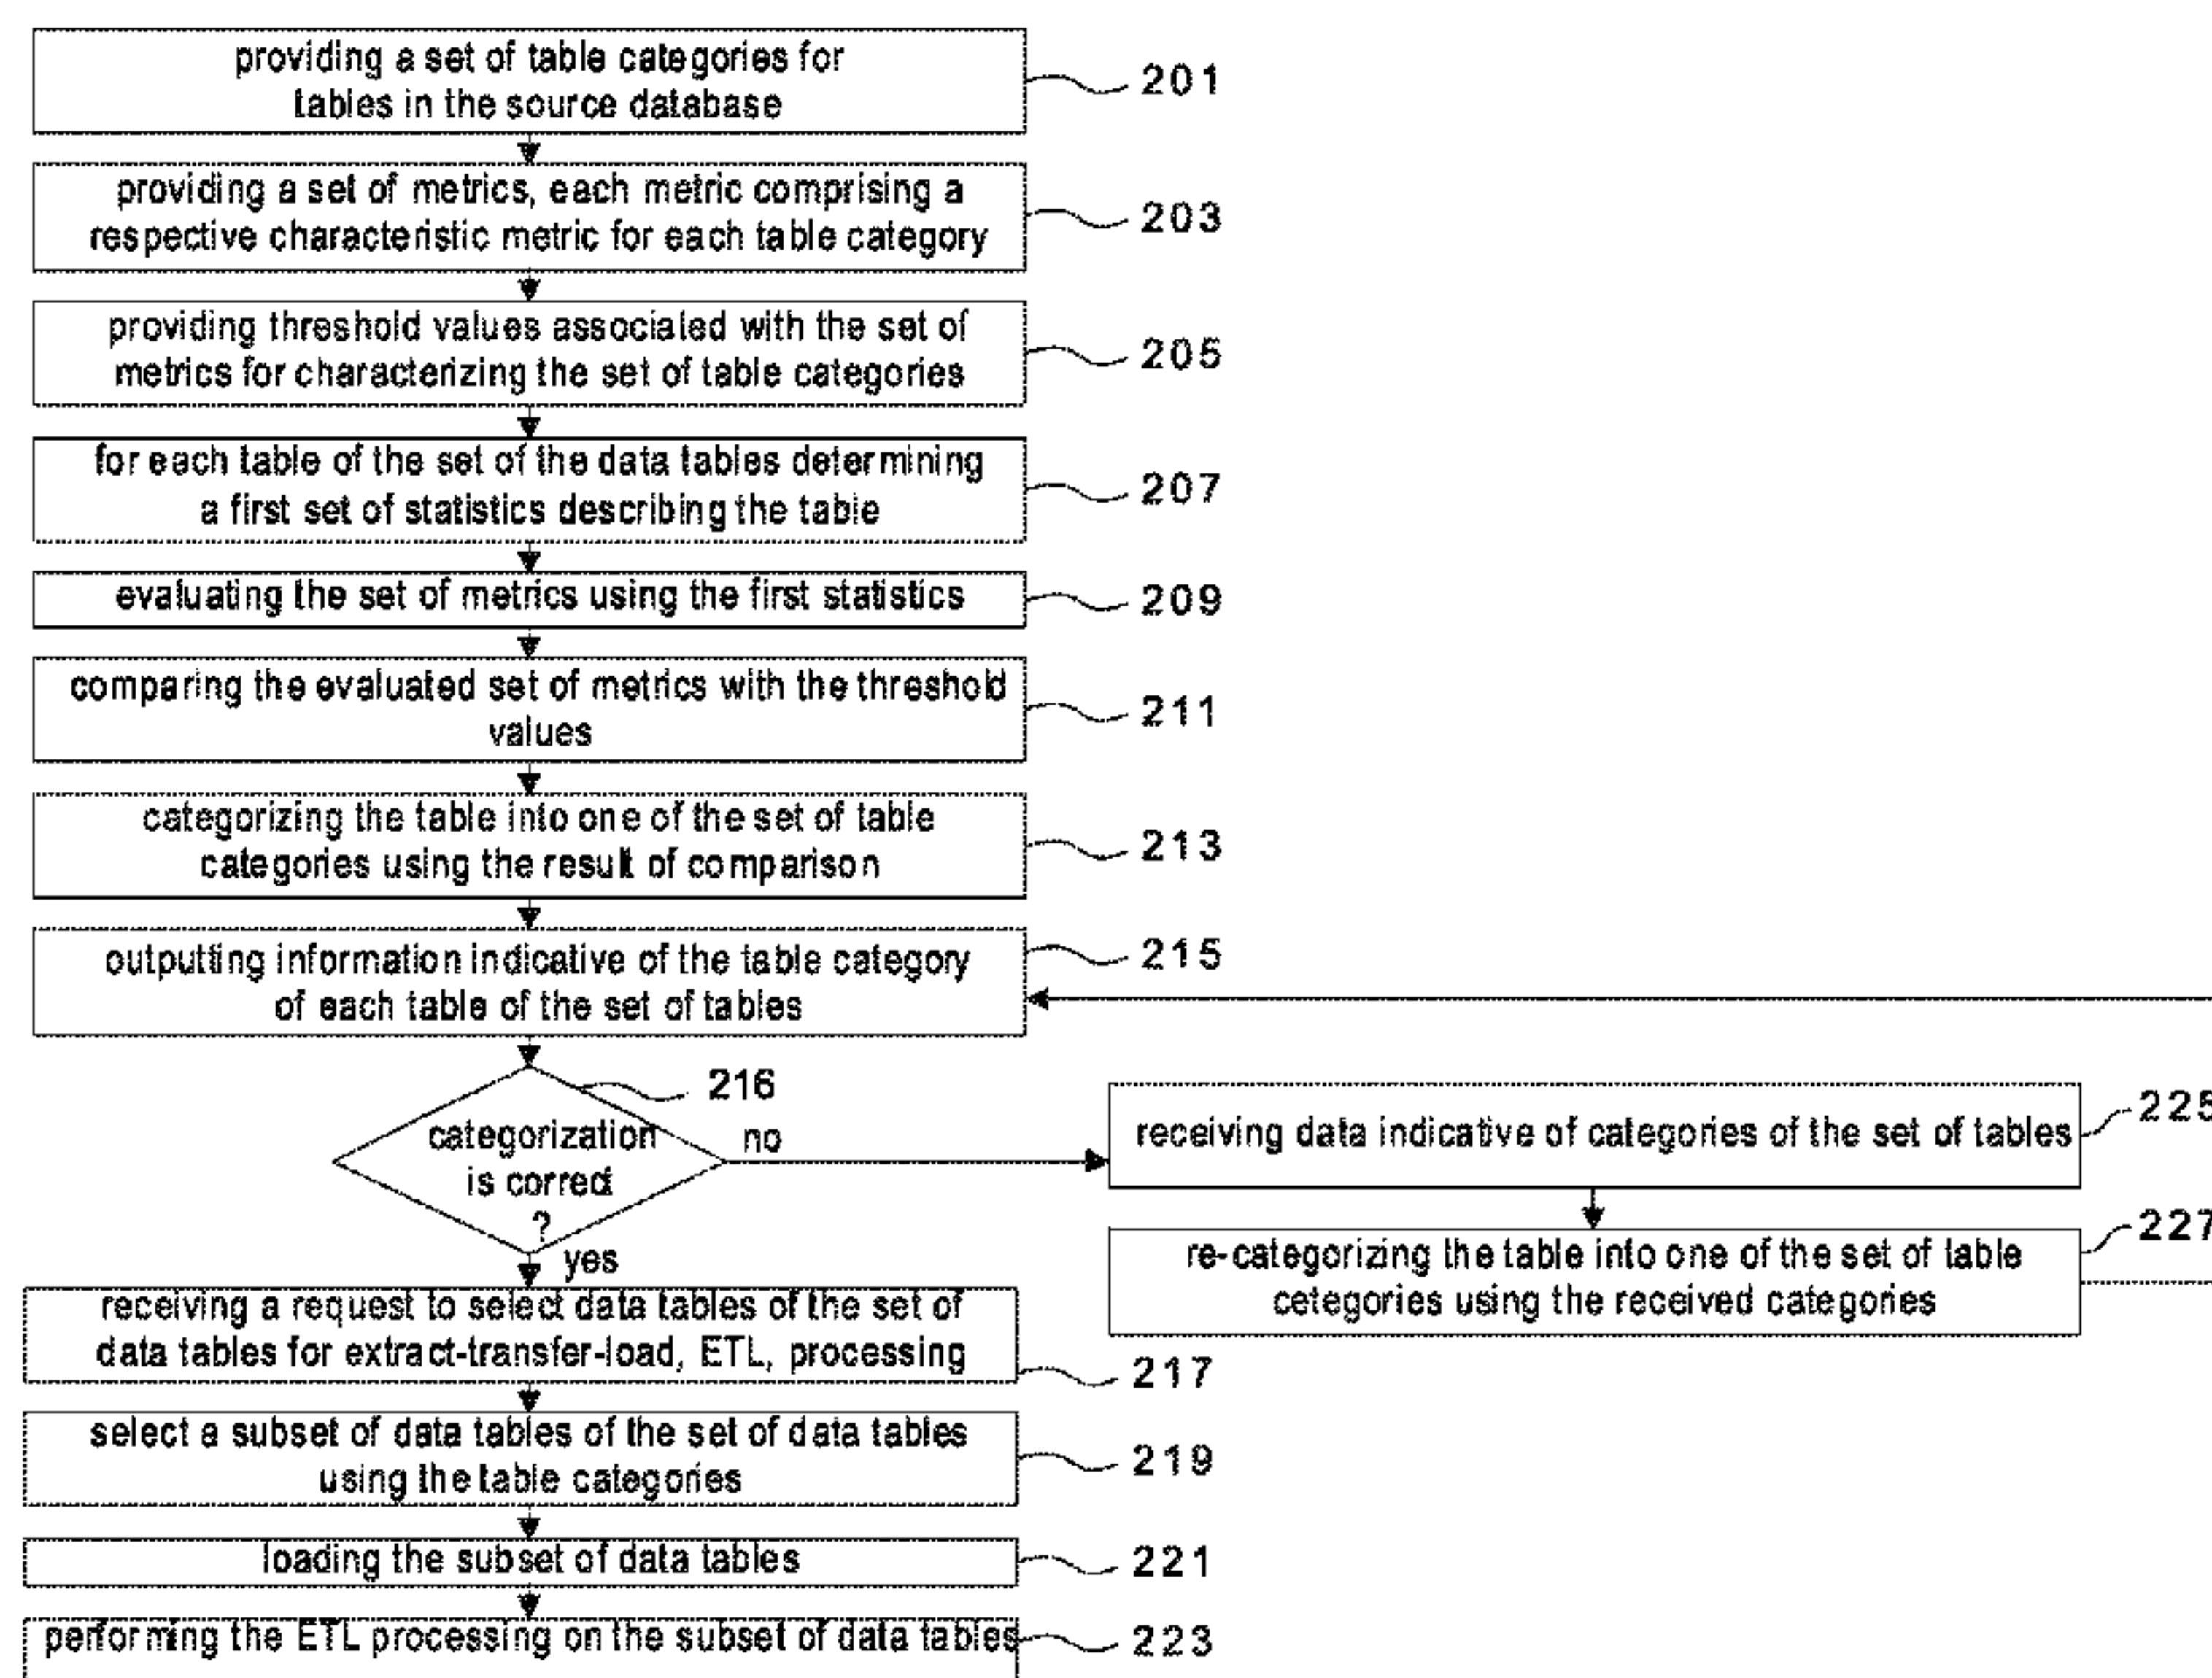 providing a set of table categories for
tables in the source database
201
providing a set of metrics, each metric comprising a
respective characteristic metric for each table category
203
providing threshold values associated with the set of
metrics for characterizing the set of table categories
205
for each table of the set of the data tables determining
a first set of statistics describing the table
207
evaluating the set of metrics using the first statistics
209
comparing the evaluated set of metrics with the threshold
values
211
categorizing the table into one of the set of table
categories using the result of comparison
213
outputting information indicative of the table category
of each table of the set of tables
215
216
categorization
is correct
?
no
yes
receiving data indicative of categories of the set of tables
225
re-categorizing the table into one of the set of table
cetegories using the received categories
227
receiving a request to select data tables of the set of
data tables for extract-transfer-load, ETL, processing
217
select a subset of data tables of the set of data tables
using the table categories
219
loading the subset of data tables
221
performing the ETL processing on the subset of data tables
223